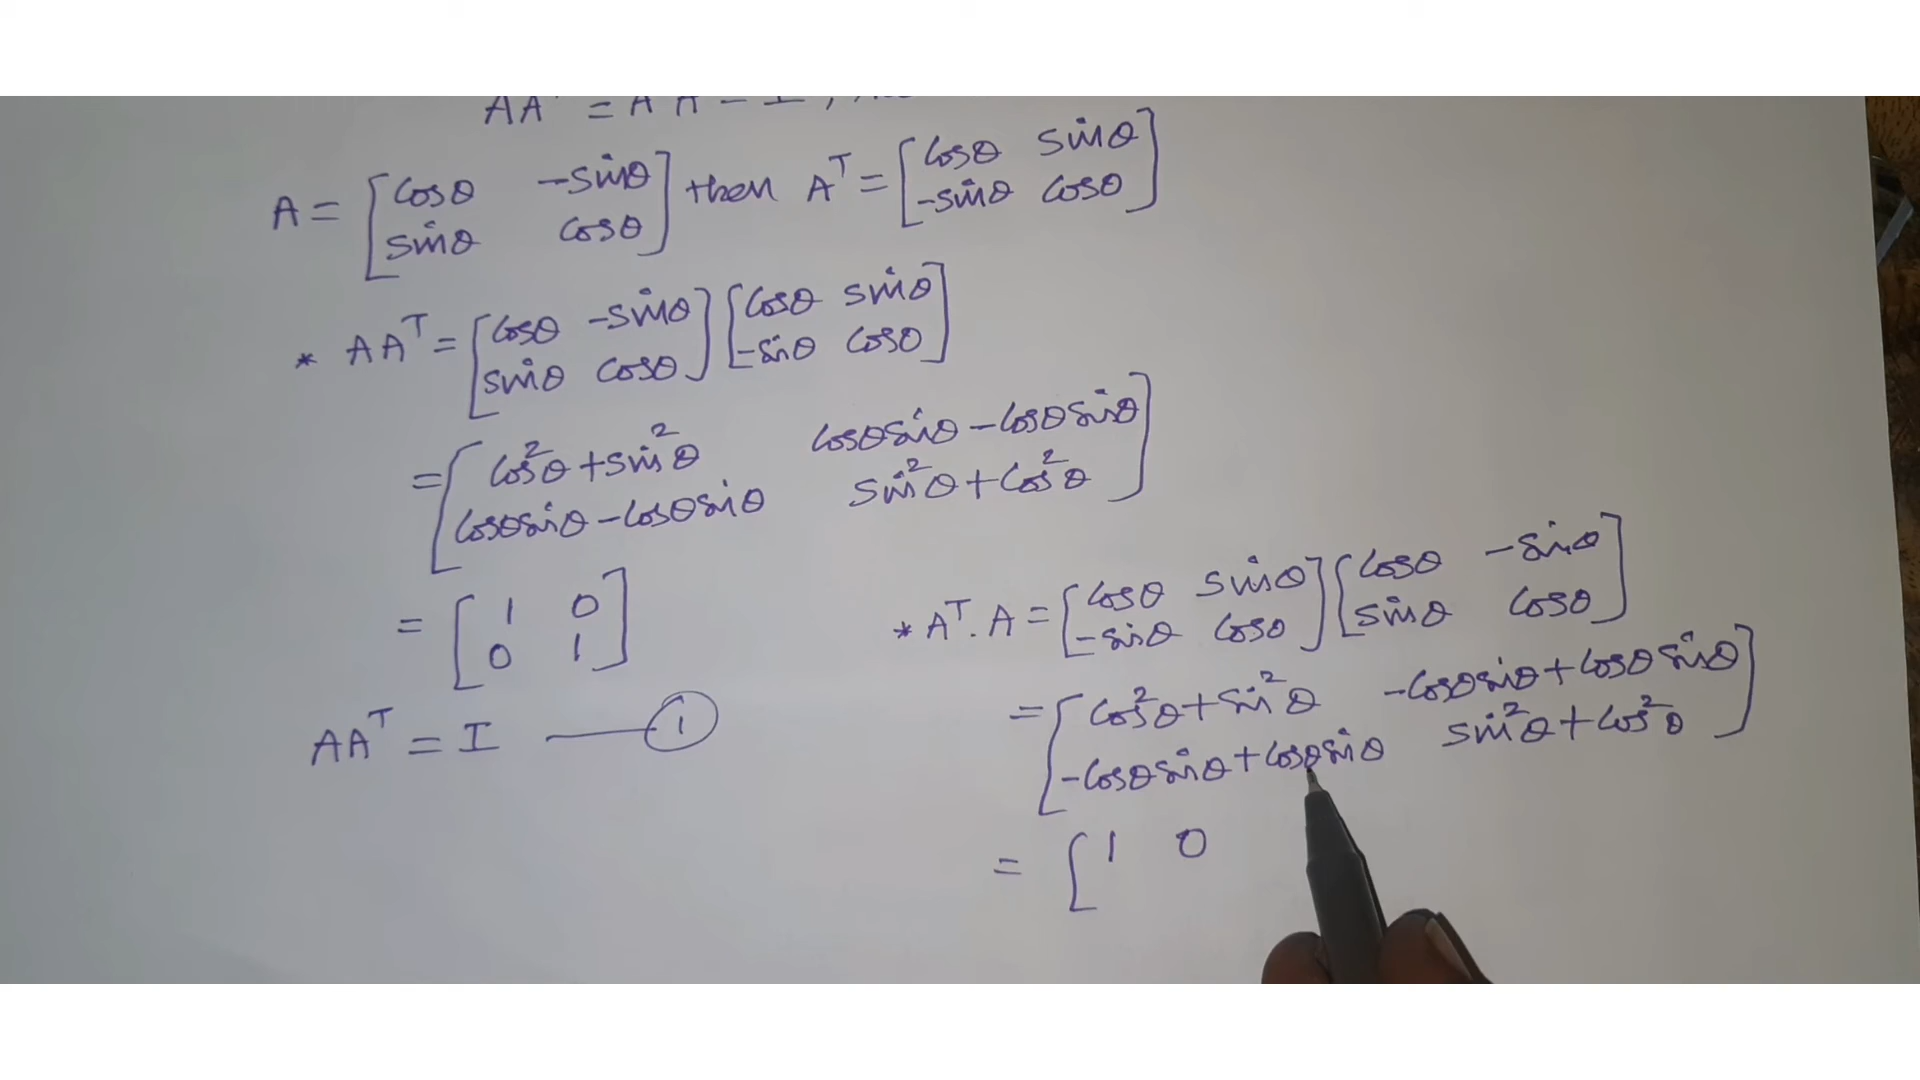 AA = A A = I,
A = [cosθ -sinθ sinθ cosθ] then Aᵀ = [cosθ sinθ -sinθ cosθ]
* AAᵀ = [cosθ -sinθ sinθ cosθ] [cosθ sinθ -sinθ cosθ]
= [cos²θ+sin²θ cosθsinθ-cosθsinθ
cosθsinθ-cosθsinθ sin²θ+cos²θ]
= [1 0
0 1]
AAᵀ = I —— ①
* Aᵀ. A = [cosθ sinθ -sinθ cosθ] [cosθ -sinθ sinθ cosθ]
= [cos²θ+sin²θ -cosθsinθ+cosθsinθ
-cosθsinθ+cosθsinθ sin²θ+cos²θ]
= [1 0